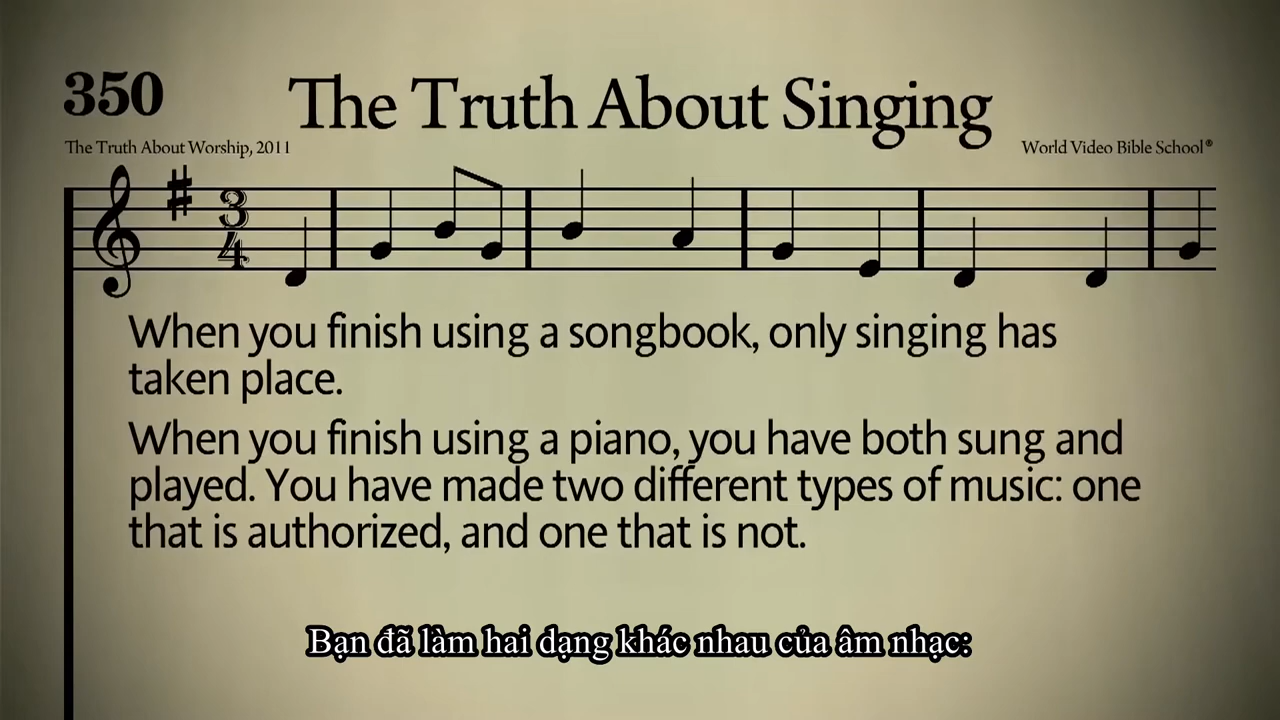 350
The Truth About Singing
The Truth About Worship, 2011
World Video Bible School®
3
4
When you finish using a songbook, only singing has
taken place.
When you finish using a piano, you have both sung and
played. You have made two different types of music: one
that is authorized, and one that is not.
Bạn đã làm hai dạng khác nhau của âm nhạc: